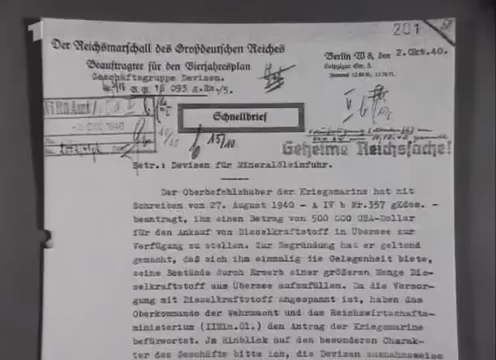 201
Der Reichsmarschall des Großdeutschen Reiches
Beauftragter für den Vierjahresplan
Geschäftsgruppe Devisen.
Berlin W 8, den 2. Okt. 40.
Schnellbrief
15/10
Geheime Reichssache!
Betr.: Devisen für Mineralöleinfuhr.
Der Oberbefehlshaber der Kriegsmarine hat mit
Schreiben vom 27. August 1940 - A IV b Nr.357 gKdos. -
beantragt, ihm einen Betrag von 500 000 USA-Dollar
für den Ankauf von Dieselkraftstoff in Übersee zur
Verfügung zu stellen. Zur Begründung hat er geltend
gemacht, daß sich ihm einmalig die Gelegenheit biete,
seine Bestände durch Erwerb einer größeren Menge Die-
selkraftstoff aus Übersee aufzufüllen. Da die Versor-
gung mit Dieselkraftstoff angespannt ist, haben das
Oberkommando der Wehrmacht und das Reichswirtschafts-
ministerium den Antrag der Kriegsmarine
befürwortet. Im Hinblick auf den besonderen Charak-
ter des Geschäfts bitte ich, die Devisen ausnahmsweise